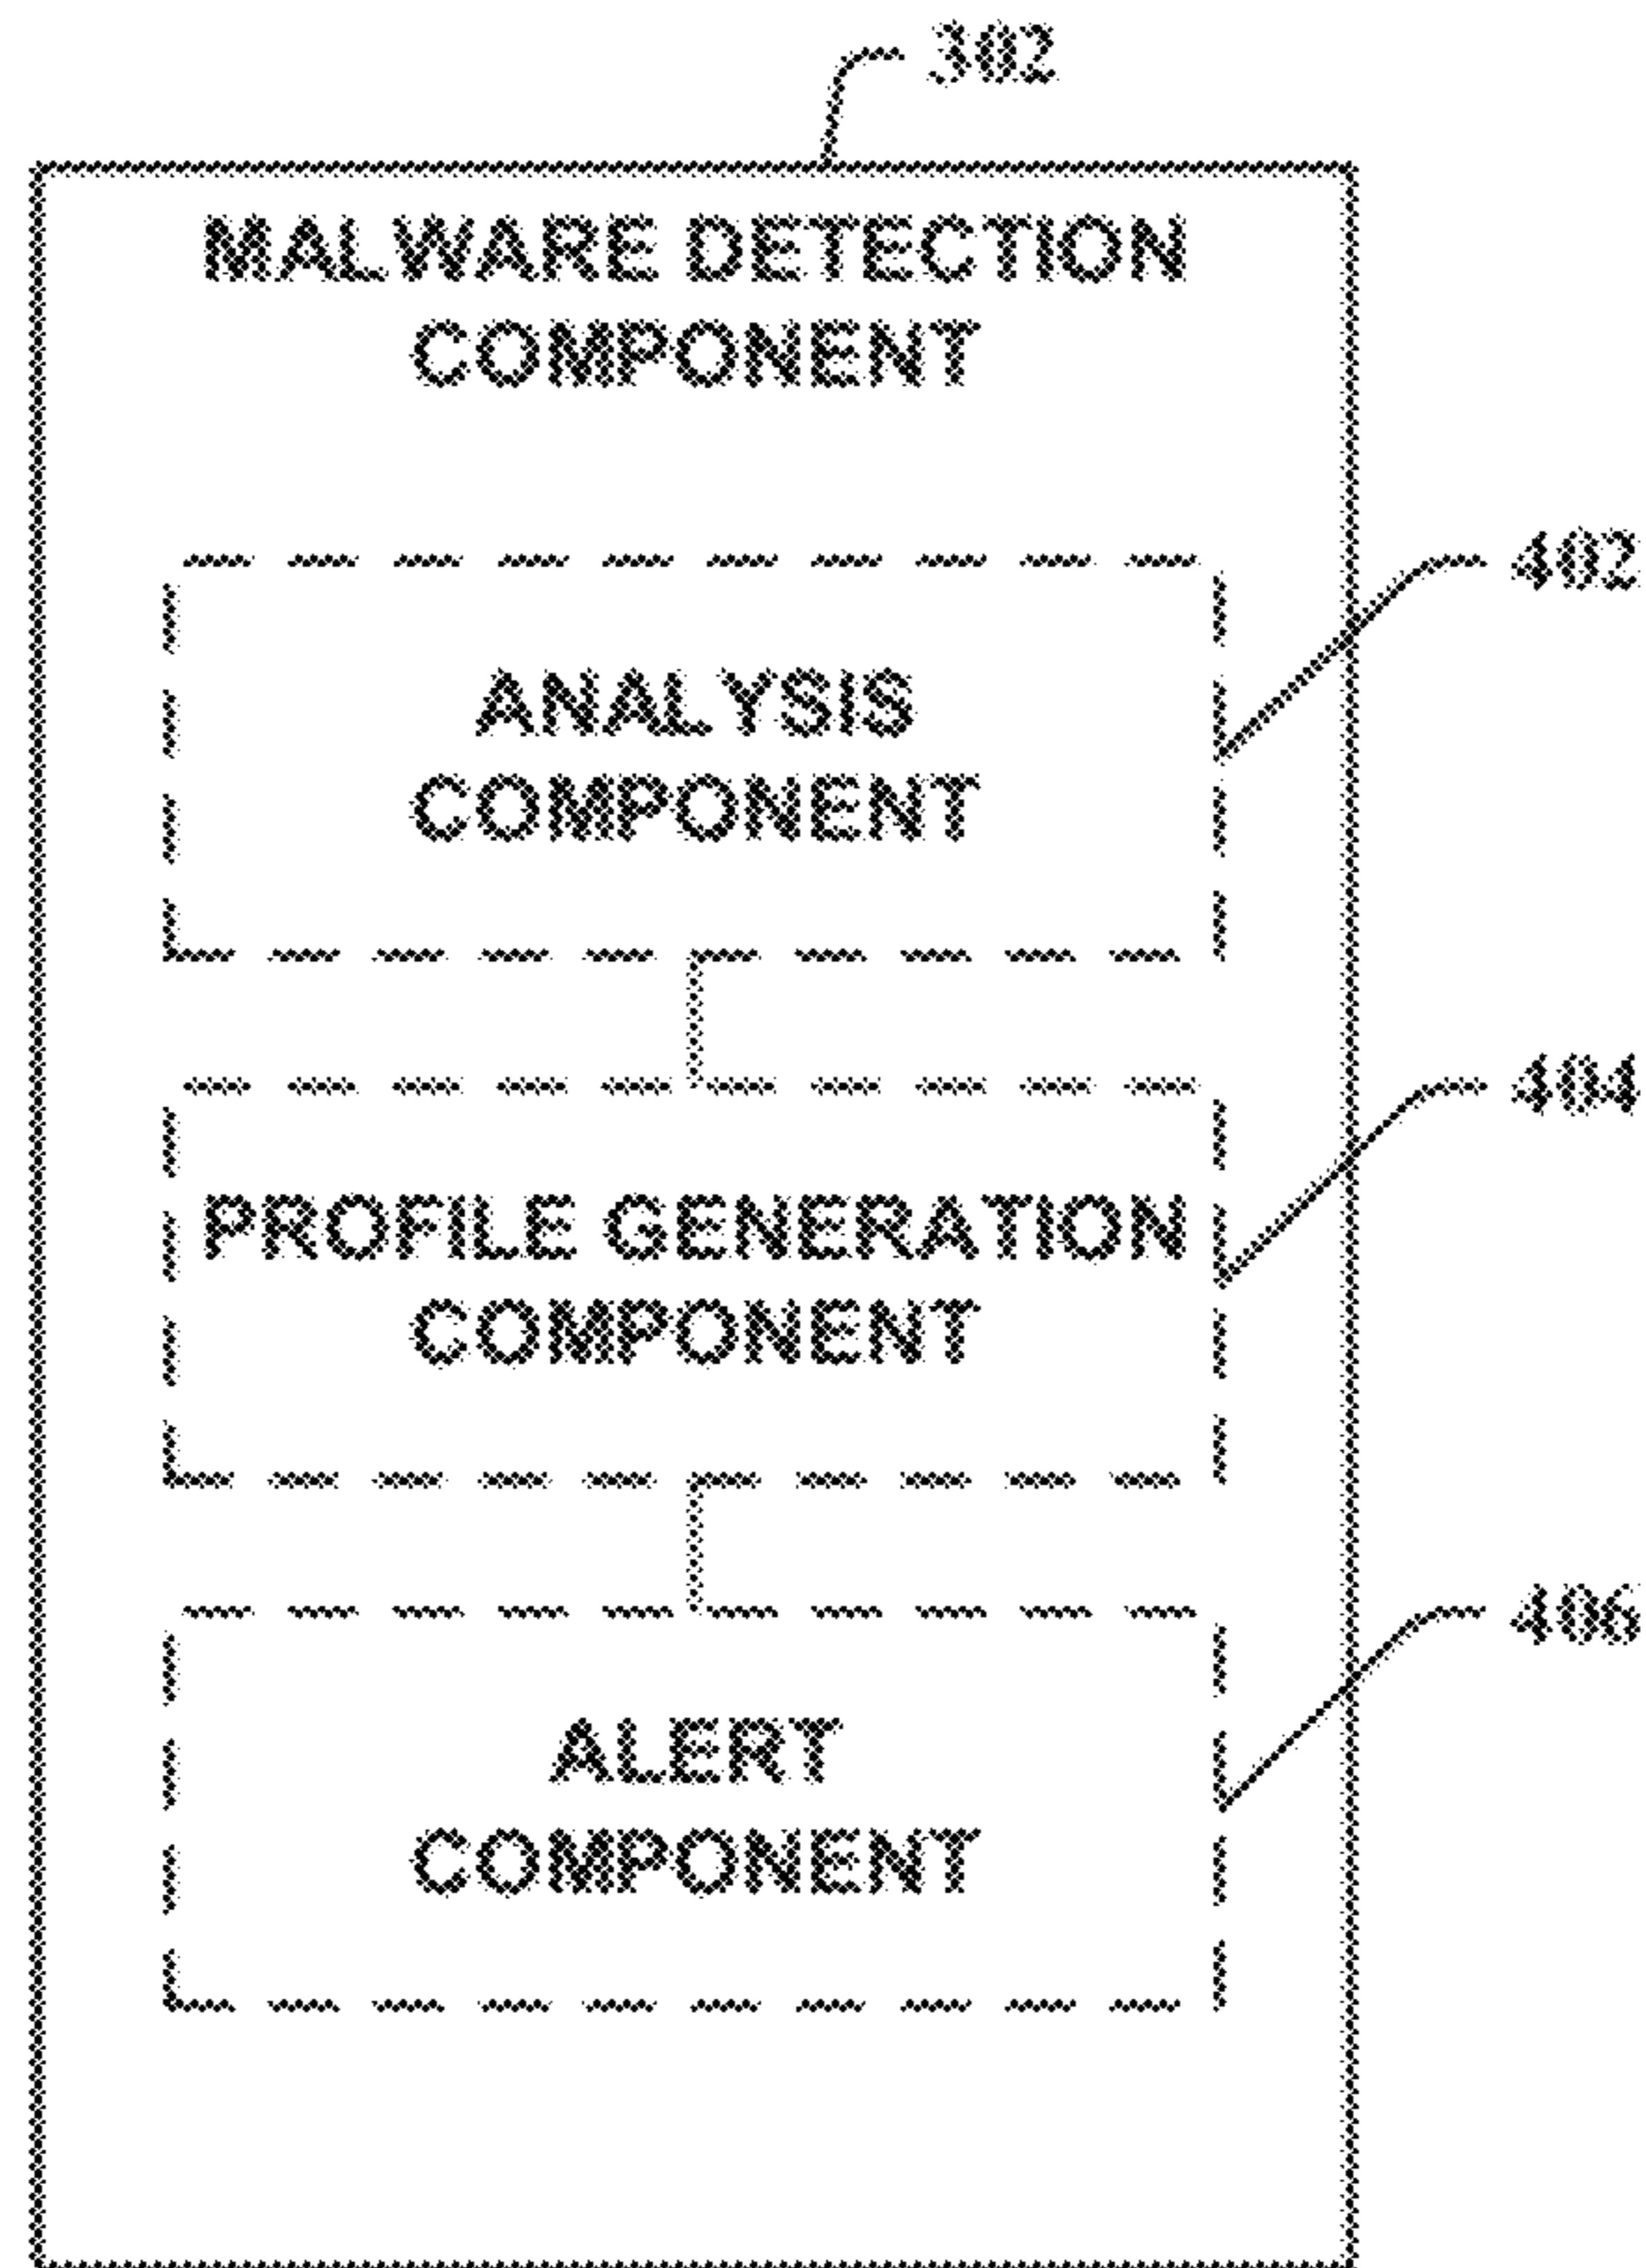 302
MALWARE DETECTION
COMPONENT
402
ANALYSIS
COMPONENT
404
PROFILE GENERATION
COMPONENT
406
ALERT
COMPONENT